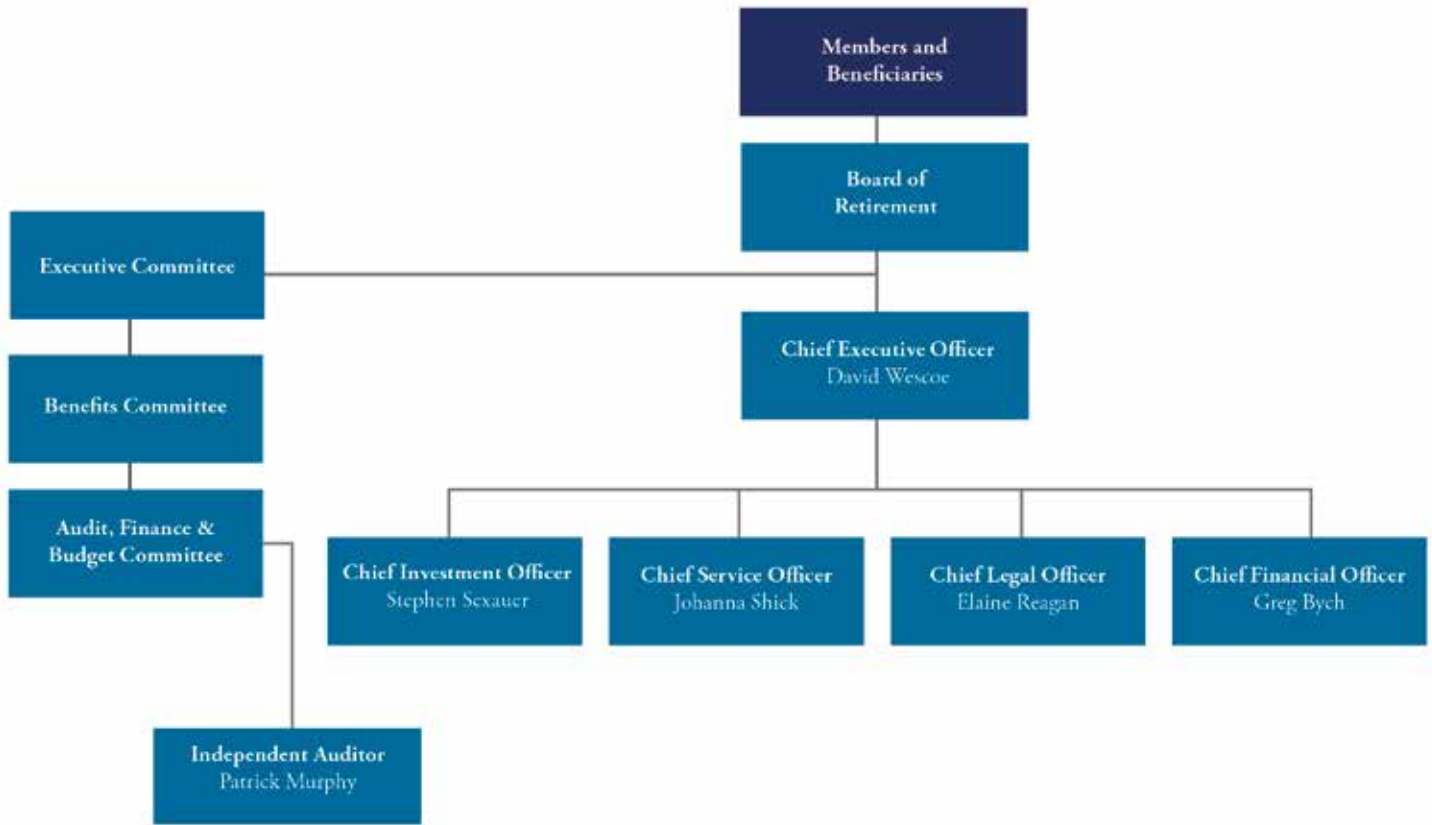 Members and
Beneficiaries
Board of
Retirement
Executive Committee
Chief Executive Officer
David Wescoe
Benefits Committee
Audit, Finance &
Budget Committee
Chief Investment Officer
Stephen Sexauer
Chief Service Officer
Johanna Shick
Chief Legal Officer
Elaine Reagan
Chief Financial Officer
Greg Bych
Independent Auditor
Patrick Murphy